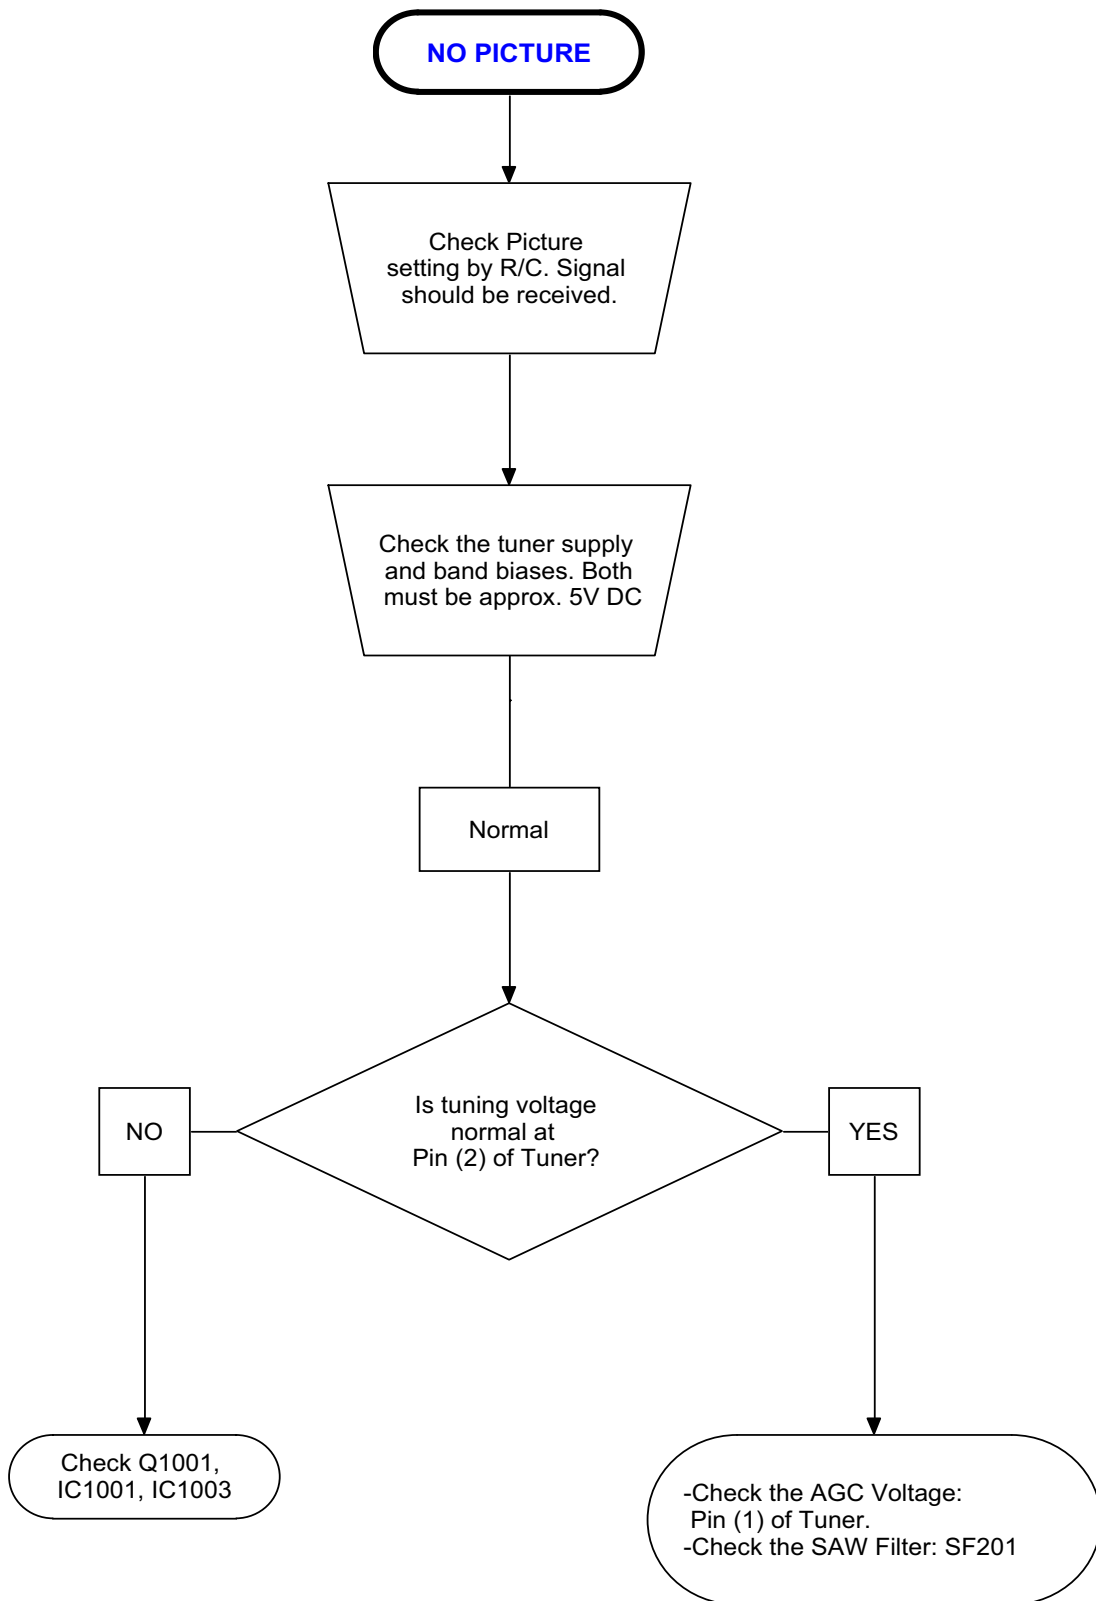 NO PICTURE
Check Picture
setting by R/C. Signal
should be received.
Check the tuner supply
and band biases. Both
must be approx. 5V DC
Normal
Is tuning voltage
normal at
Pin (2) of Tuner?
NO
YES
Check Q1001,
IC1001, IC1003
-Check the AGC Voltage:
Pin (1) of Tuner.
-Check the SAW Filter: SF201